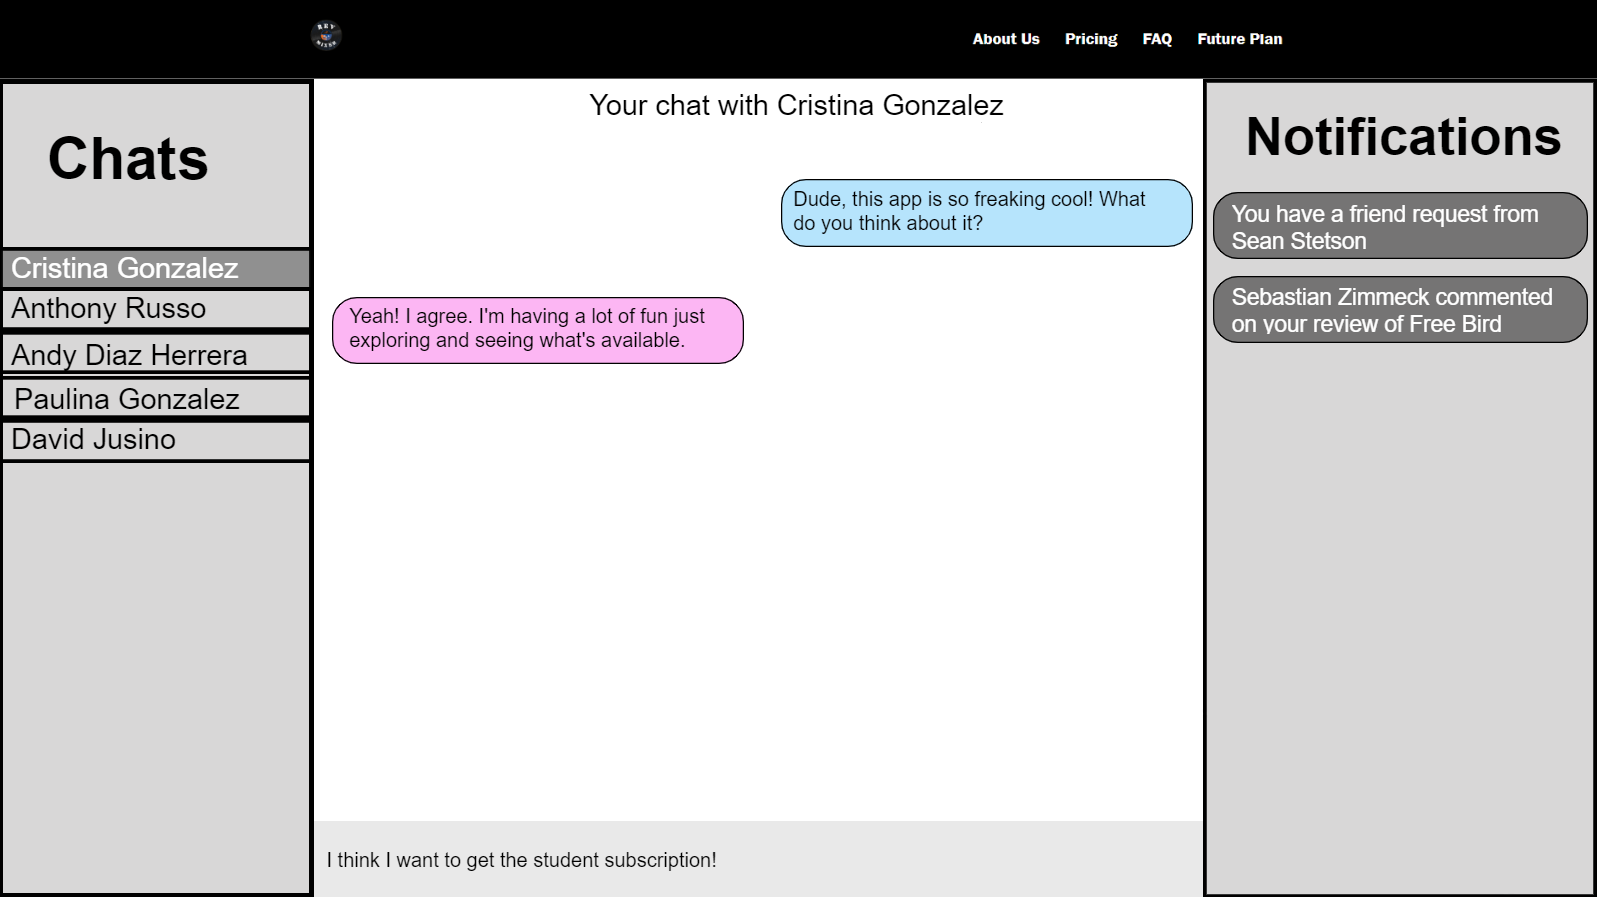 REV
MIXER
About Us
Pricing
FAQ
Future Plan
Chats
Cristina Gonzalez
Anthony Russo
Andy Diaz Herrera
Paulina Gonzalez
David Jusino
Your chat with Cristina Gonzalez
Dude, this app is so freaking cool! What
do you think about it?
Yeah! I agree. I'm having a lot of fun just
exploring and seeing what's available.
I think I want to get the student subscription!
Notifications
You have a friend request from
Sean Stetson
Sebastian Zimmeck commented
on your review of Free Bird